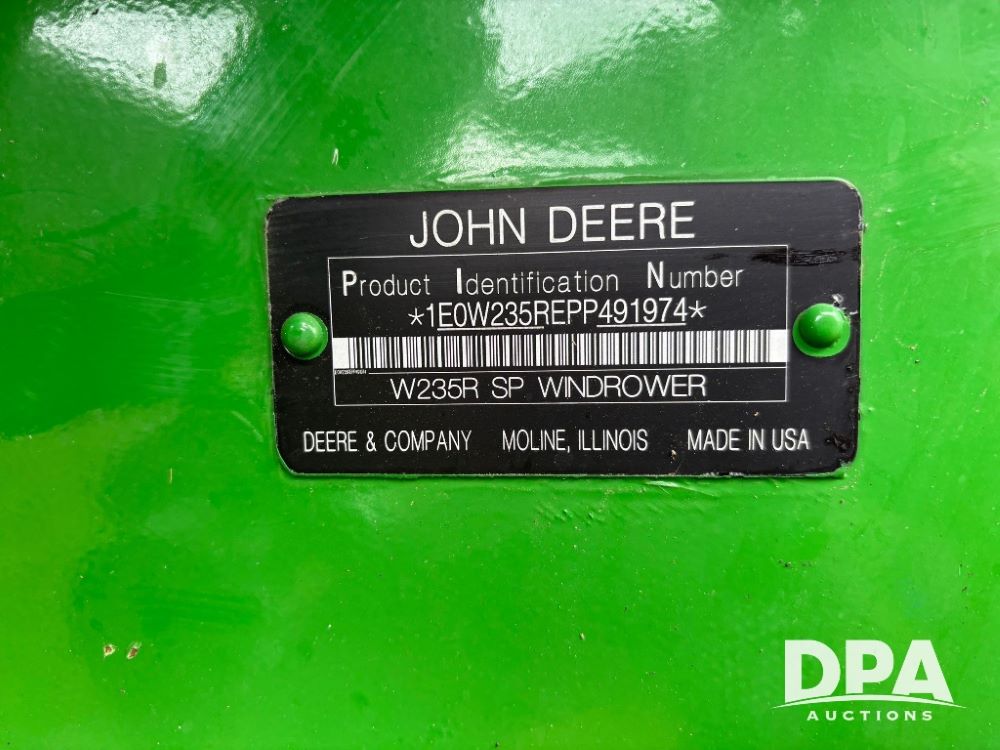 JOHN DEERE
Product Identification Number
*1E0W235REPP491974*
W235R SP WINDROWER
DEERE & COMPANY MOLINE, ILLINOIS MADE IN USA
DPA
AUCTIONS